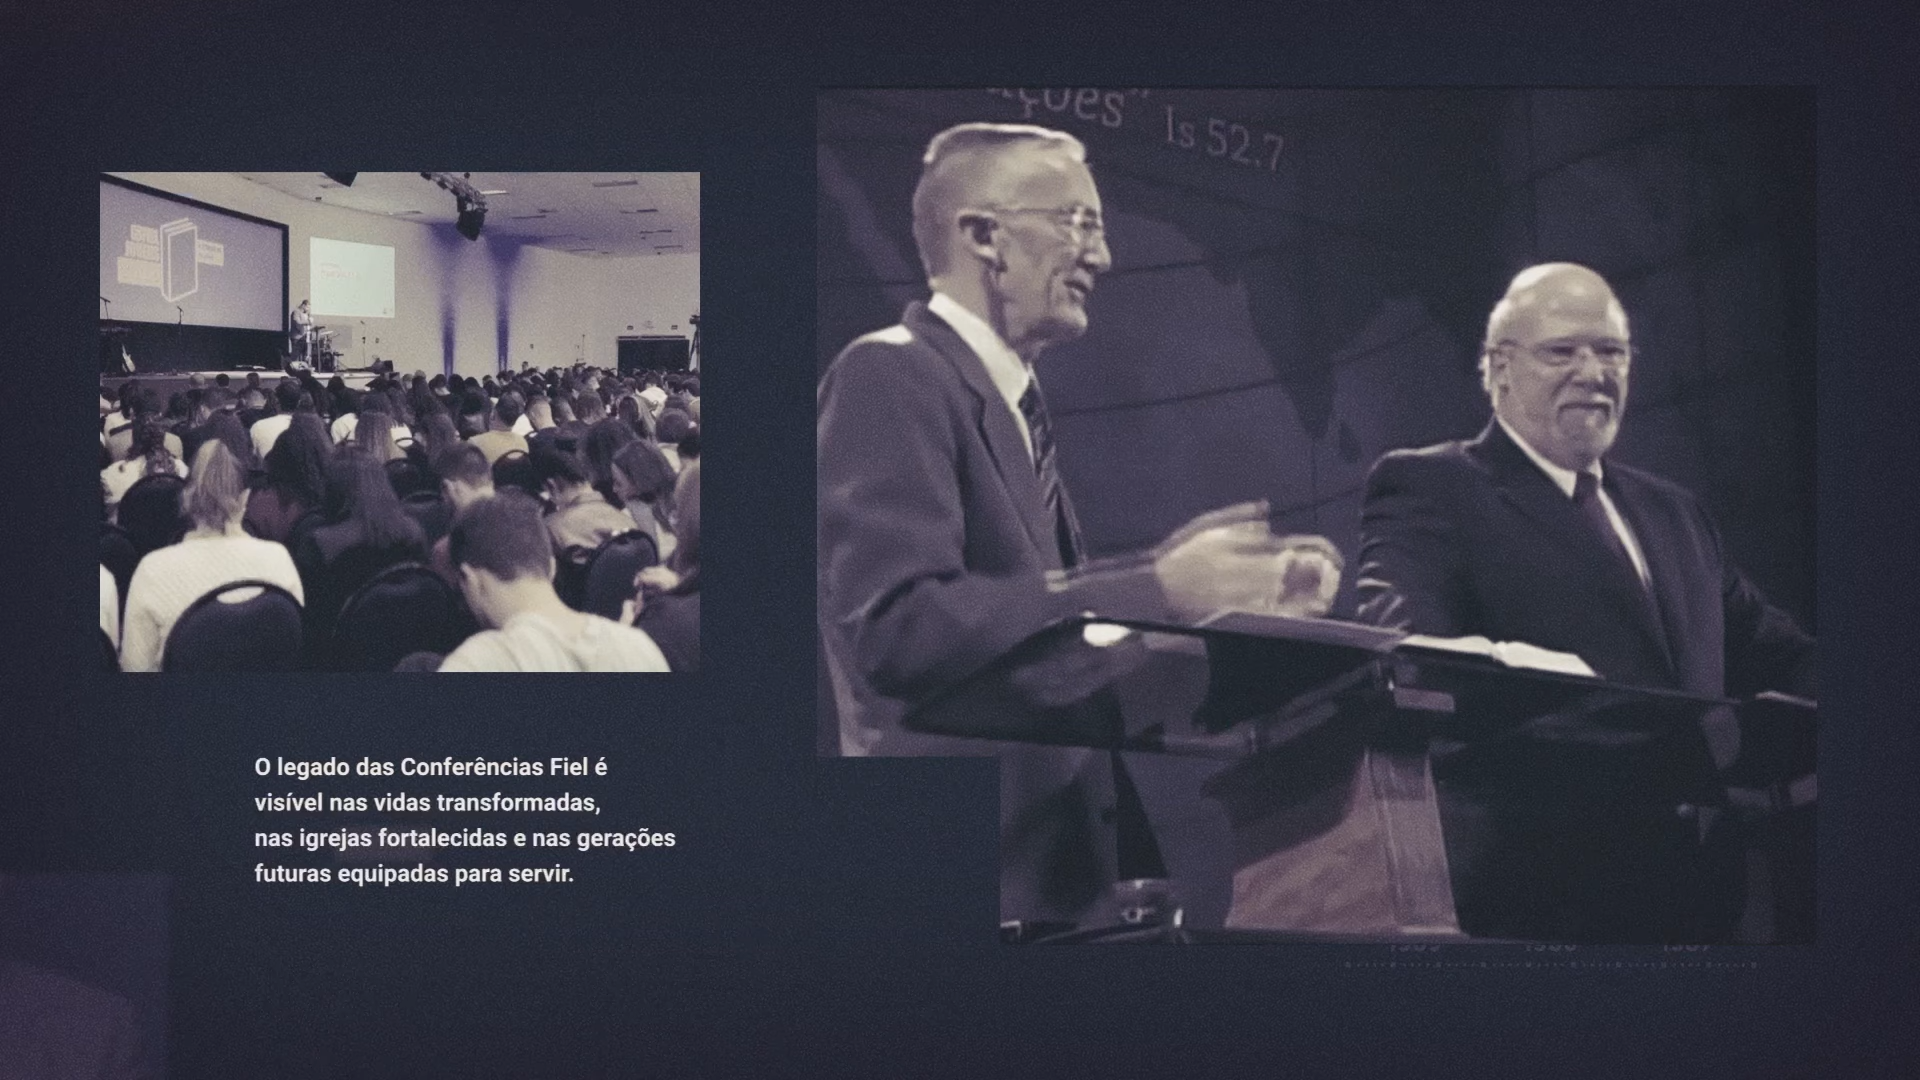 ções"
Is 52.7
O legado das Conferências Fiel é
visível nas vidas transformadas,
nas igrejas fortalecidas e nas gerações
futuras equipadas para servir.